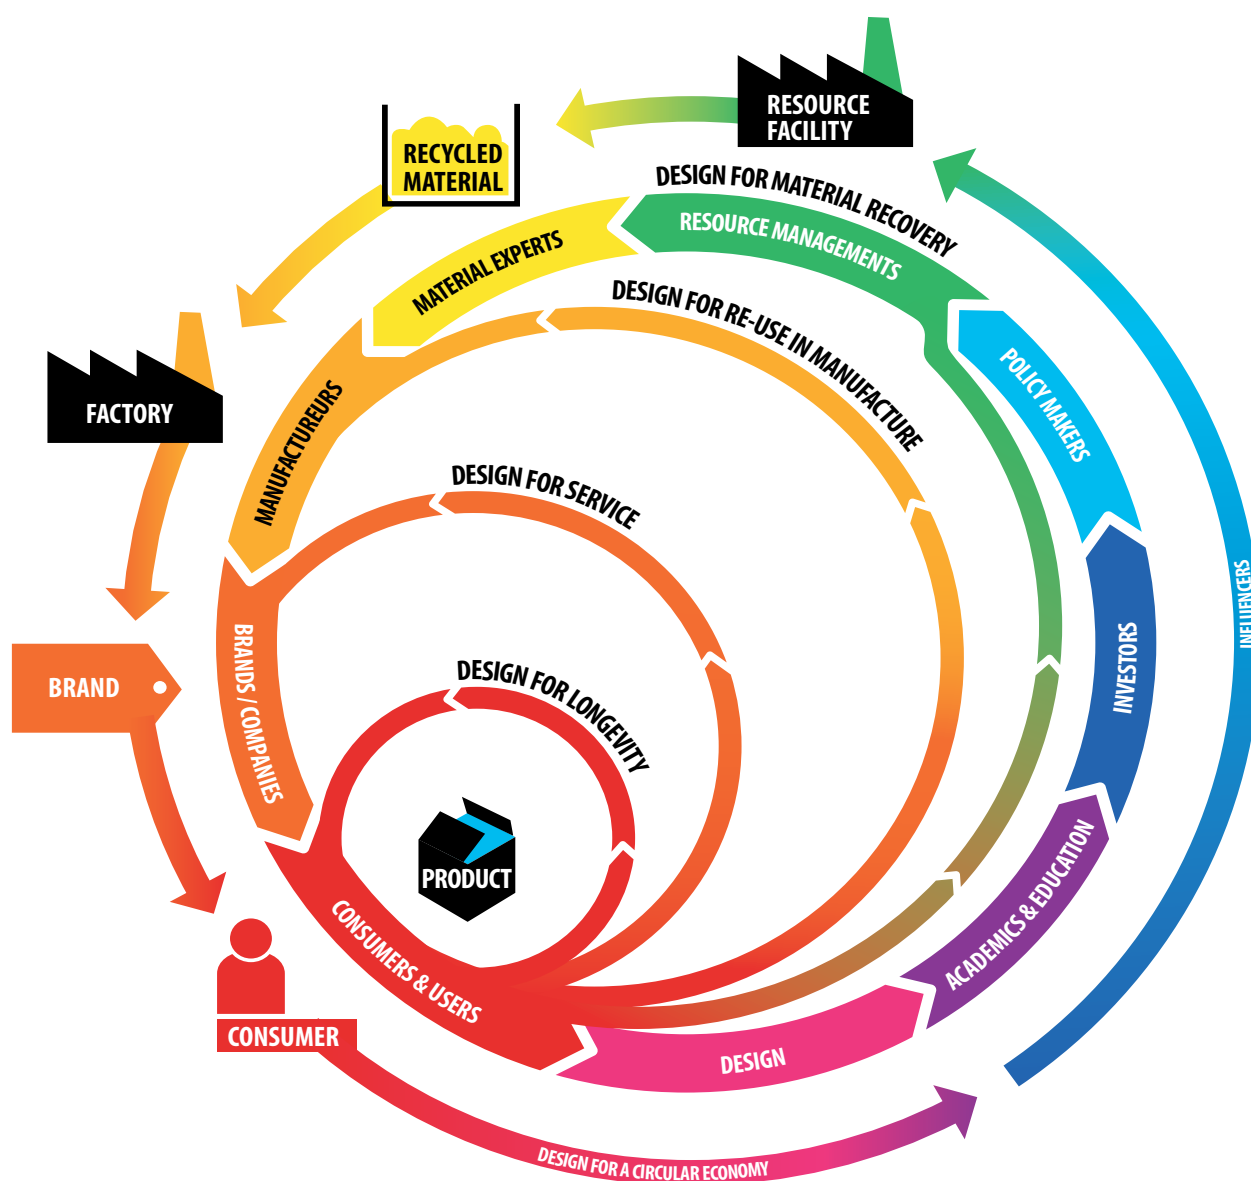 RESOURCE
FACILITY
RECYCLED
MATERIAL
DESIGN FOR MATERIAL RECOVERY
RESOURCE MANAGEMENTS
MATERIAL EXPERTS
DESIGN FOR RE-USE IN MANUFACTURE
POLICY MAKERS
FACTORY
MANUFACTUREURS
DESIGN FOR SERVICE
INFLUENCERS
BRAND
BRANDS / COMPANIES
DESIGN FOR LONGEVITY
INVESTORS
PRODUCT
CONSUMERS & USERS
ACADEMICS & EDUCATION
CONSUMER
DESIGN
DESIGN FOR A CIRCULAR ECONOMY